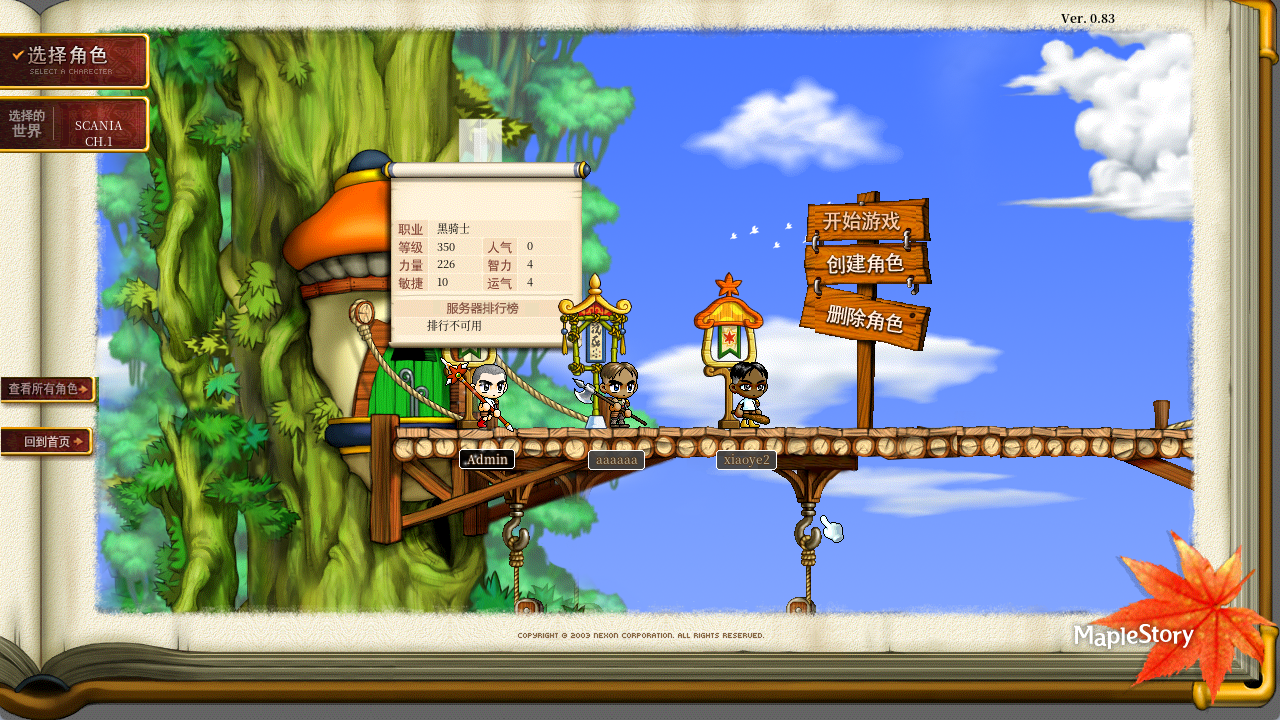 Ver. 0.83
选择角色
SELECT A CHARECTER
选择的
世界
SCANIA
CH.1
职业 黑骑士
等级 350 人气 0
力量 226 智力 4
敏捷 10 运气 4
服务器排行榜
排行不可用
开始游戏
创建角色
删除角色
查看所有角色
回到首页
Admin
aaaaaa
xiaoye2
COPYRIGHT @ 2003 NEXON CORPORATION. ALL RIGHTS RESERVED.
MapleStory